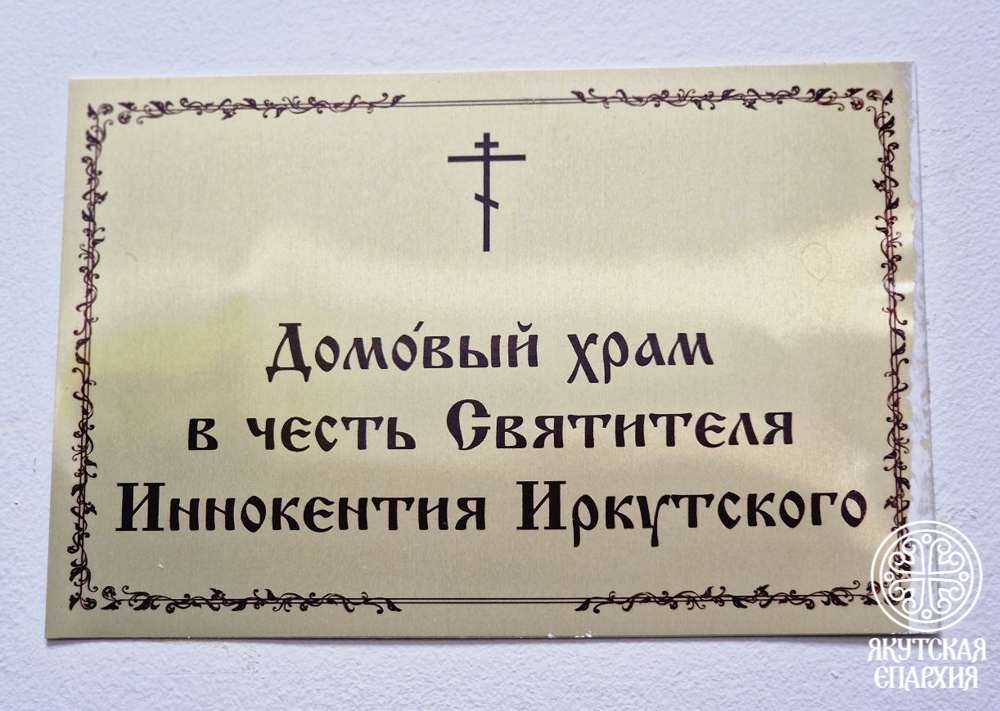 Домо́вый храм
в честь Святителя
Иннокентия Иркутского
ЯКУТСКАЯ
ЕПАРХИЯ